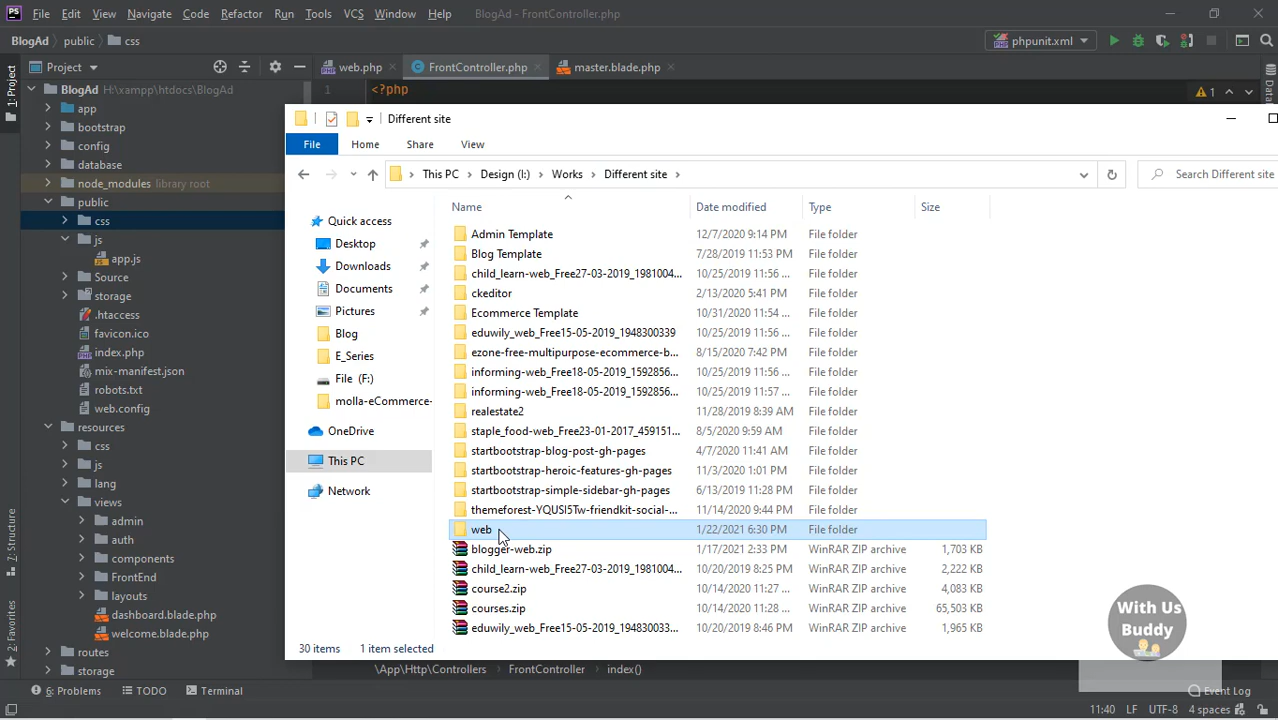 PS File Edit View Navigate Code Refactor Run Tools VCS Window Help BlogAd - FrontController.php
BlogAd public css phpunit.xml
Project web.php FrontController.php master.blade.php
1: Project
BlogAd H:\xampp\htdocs\BlogAd
1 <?php
1
app
bootstrap
config
database
node_modules library root
public
css
js
app.js
Source
storage
.htaccess
favicon.ico
index.php
mix-manifest.json
robots.txt
web.config
resources
css
js
lang
views
admin
auth
components
FrontEnd
layouts
dashboard.blade.php
welcome.blade.php
routes
storage
7: Structure
2: Favorites
Different site
File Home Share View
This PC Design (I:) Works Different site Search Different site
Name Date modified Type Size
Quick access
Desktop
Downloads
Documents
Pictures
Blog
E_Series
File (F:)
molla-eCommerce-
OneDrive
This PC
Network
Admin Template 12/7/2020 9:14 PM File folder
Blog Template 7/28/2019 11:53 PM File folder
child_learn-web_Free27-03-2019_1981004... 10/25/2019 11:56 ... File folder
ckeditor 2/13/2020 5:41 PM File folder
Ecommerce Template 10/31/2020 11:54 ... File folder
eduwily_web_Free15-05-2019_1948300339 10/25/2019 11:56 ... File folder
ezone-free-multipurpose-ecommerce-b... 8/15/2020 7:42 PM File folder
informing-web_Free18-05-2019_1592856... 10/25/2019 11:56 ... File folder
informing-web_Free18-05-2019_1592856... 10/25/2019 11:57 ... File folder
realestate2 11/28/2019 8:39 AM File folder
staple_food-web_Free23-01-2017_459151... 8/5/2020 9:59 AM File folder
startbootstrap-blog-post-gh-pages 4/7/2020 11:41 AM File folder
startbootstrap-heroic-features-gh-pages 11/3/2020 1:01 PM File folder
startbootstrap-simple-sidebar-gh-pages 6/13/2019 11:28 PM File folder
themeforest-YQUSI5Tw-friendkit-social-... 11/14/2020 9:44 PM File folder
web 1/22/2021 6:30 PM File folder
blogger-web.zip 1/17/2021 2:33 PM WinRAR ZIP archive 1,703 KB
child_learn-web_Free27-03-2019_1981004... 10/20/2019 8:25 PM WinRAR ZIP archive 2,222 KB
course2.zip 10/14/2020 11:27 ... WinRAR ZIP archive 4,083 KB
courses.zip 10/14/2020 11:28 ... WinRAR ZIP archive 65,503 KB
eduwily_web_Free15-05-2019_194830033... 10/20/2019 8:46 PM WinRAR ZIP archive 1,965 KB
30 items 1 item selected
With Us
Buddy
\App\Http\Controllers FrontController index()
6: Problems TODO Terminal Event Log
11:40 LF UTF-8 4 spaces